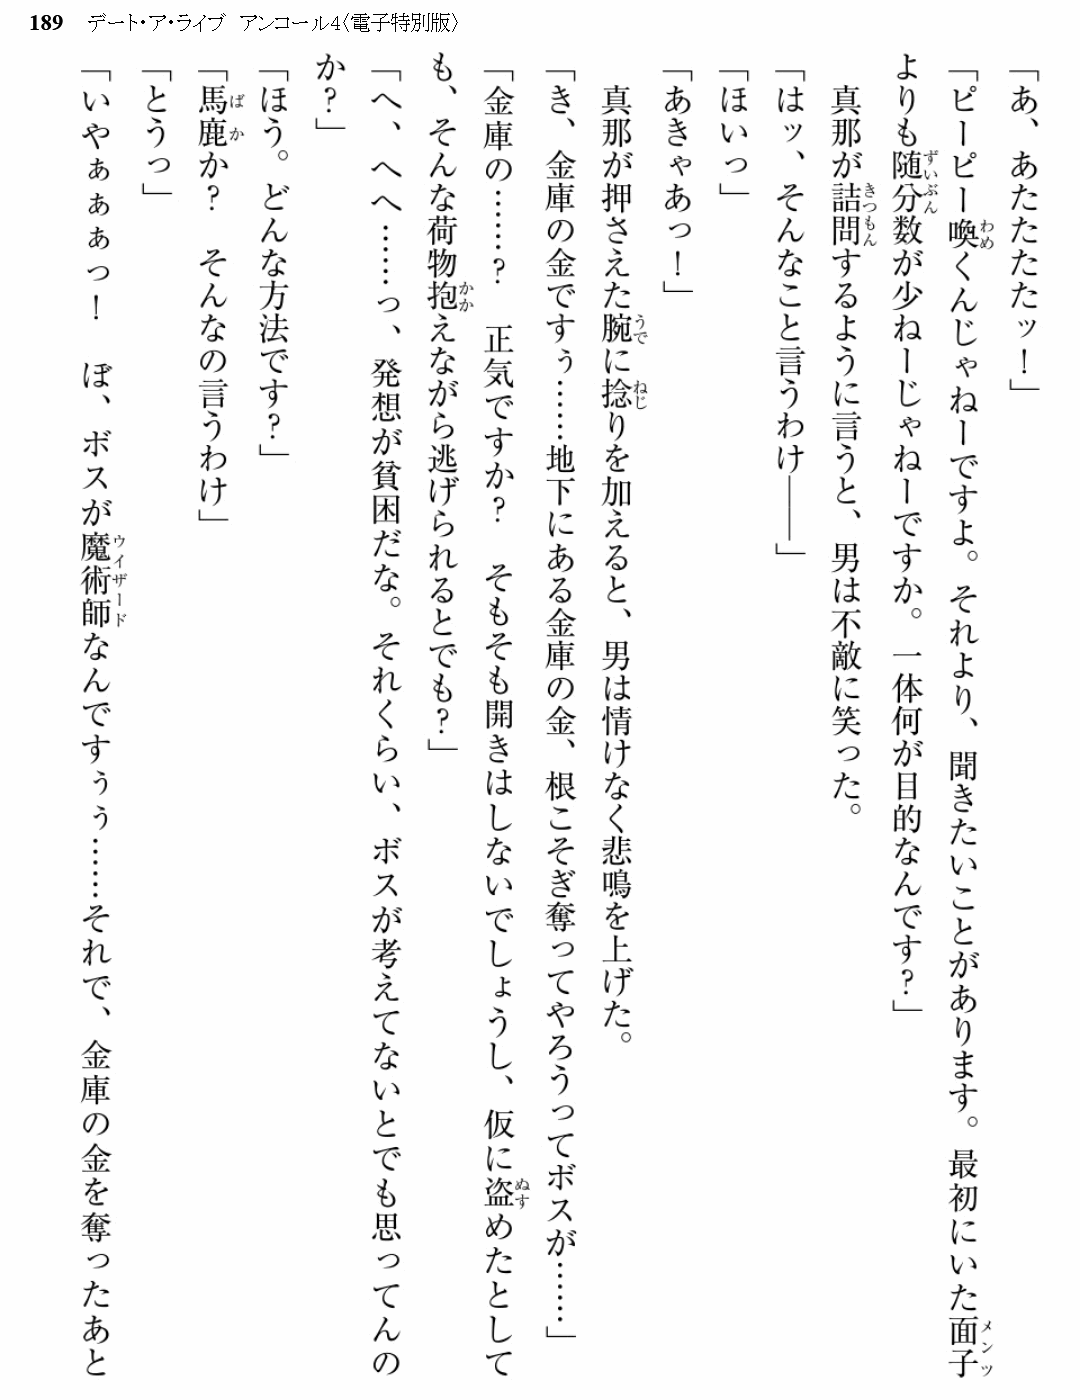 189 デート・ア・ライブ アンコール4〈電子特別版〉
「あ、あたたたたッ！」
「ピーピー喚くんじゃねーですよ。それより、聞きたいことがあります。最初にいた面子
よりも随分数が少ねーじゃねーですか。一体何が目的なんです？」
　真那が詰問するように言うと、男は不敵に笑った。
「はッ、そんなこと言うわけ――」
「ほいっ」
「あきゃあっ！」
　真那が押さえた腕に捻りを加えると、男は情けなく悲鳴を上げた。
「き、金庫の金ですぅ……地下にある金庫の金、根こそぎ奪ってやろうってボスが……」
「金庫の……？　正気ですか？　そもそも開きはしないでしょうし、仮に盗めたとして
も、そんな荷物抱えながら逃げられるとでも？」
「へ、へへ……っ、発想が貧困だな。それくらい、ボスが考えてないとでも思ってんの
か？」
「ほう。どんな方法です？」
「馬鹿か？　そんなの言うわけ」
「とうっ」
「いやぁぁぁっ！　ぼ、ボスが魔術師なんですぅぅ……それで、金庫の金を奪ったあと